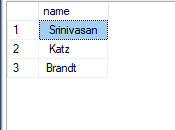 name
1 Srinivasan
2 Katz
3 Brandt